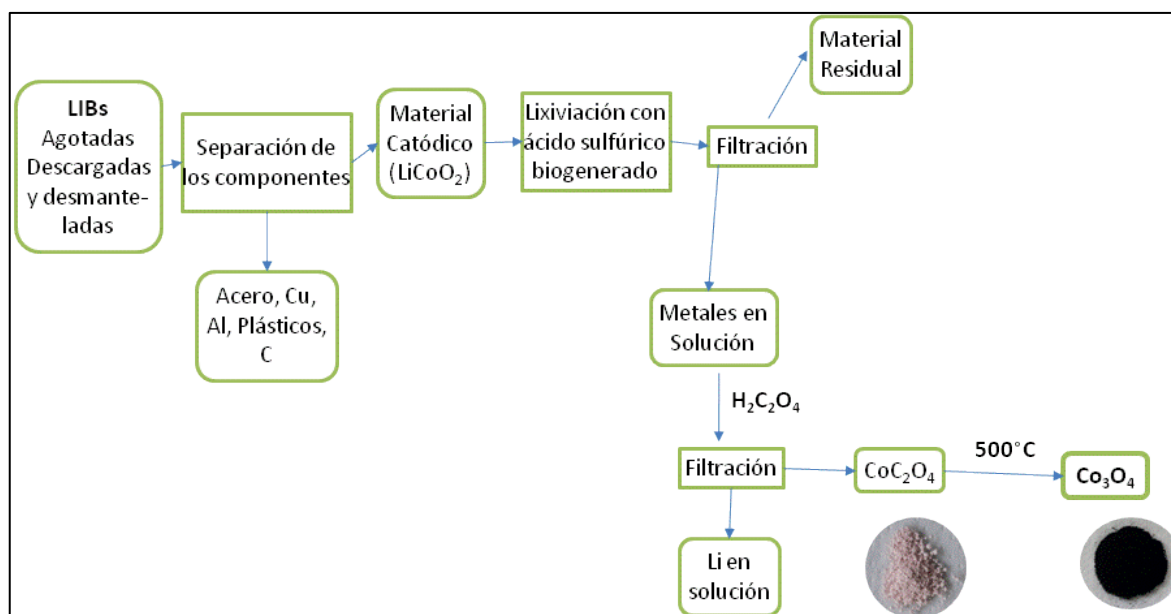 LIBs
Agotadas
Descargadas
y desmante-
ladas
Separación de
los componentes
Acero, Cu,
Al, Plásticos,
C
Material
Catódico
(LiCoO₂)
Lixiviación con
ácido sulfúrico
biogenerado
Filtración
Material
Residual
Metales en
Solución
H₂C₂O₄
Filtración
Li en
solución
CoC₂O₄
500°C
Co₃O₄